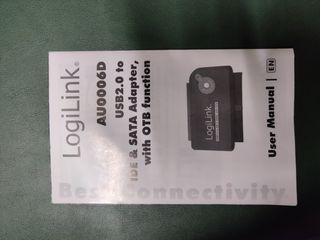 LogiLink®
AU0006D
USB2.0 to
IDE & SATA Adapter,
with OTB function
LogiLink
User Manual
EN
Best Connectivity